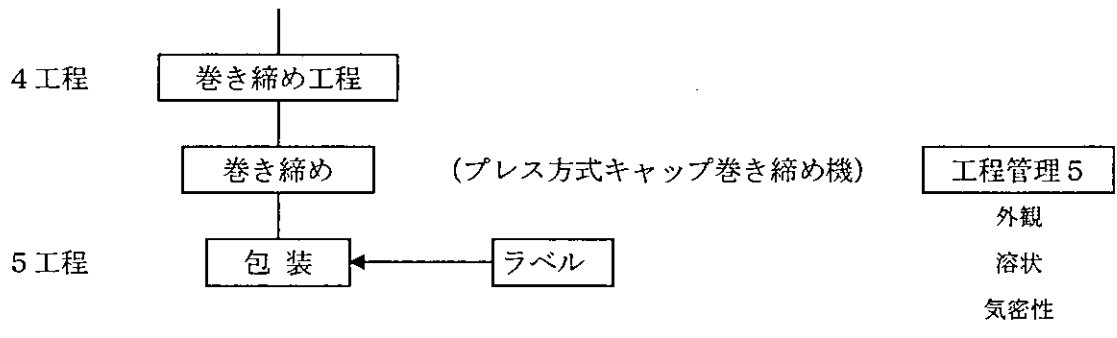 4工程
巻き締め工程
巻き締め
(プレス方式キャップ巻き締め機)
工程管理5
外観
5工程
包 装
ラベル
溶状
気密性